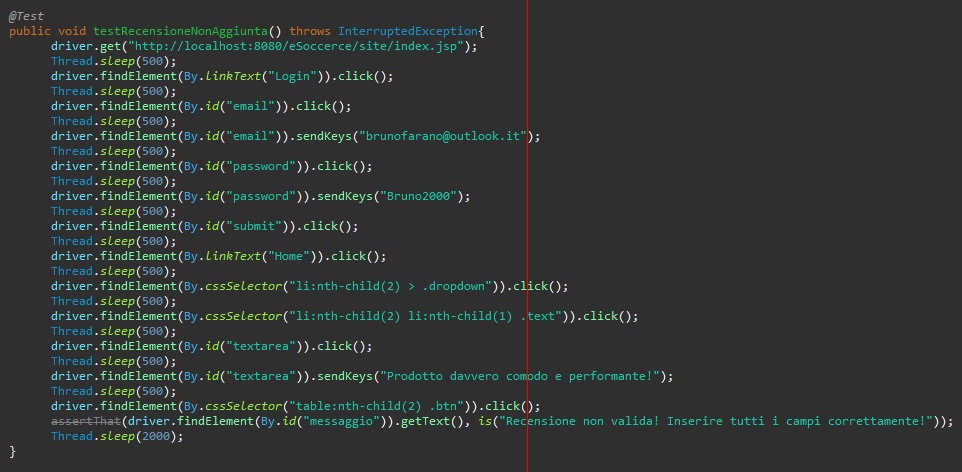 @Test
public void testRecensioneNonAggiunta() throws InterruptedException{
driver.get("http://localhost:8080/eSoccerce/site/index.jsp");
Thread.sleep(500);
driver.findElement(By.linkText("Login")).click();
Thread.sleep(500);
driver.findElement(By.id("email")).click();
Thread.sleep(500);
driver.findElement(By.id("email")).sendKeys("brunofarano@outlook.it");
Thread.sleep(500);
driver.findElement(By.id("password")).click();
Thread.sleep(500);
driver.findElement(By.id("password")).sendKeys("Bruno2000");
Thread.sleep(500);
driver.findElement(By.id("submit")).click();
Thread.sleep(500);
driver.findElement(By.linkText("Home")).click();
Thread.sleep(500);
driver.findElement(By.cssSelector("li:nth-child(2) > .dropdown")).click();
Thread.sleep(500);
driver.findElement(By.cssSelector("li:nth-child(2) li:nth-child(1) .text")).click();
Thread.sleep(500);
driver.findElement(By.id("textarea")).click();
Thread.sleep(500);
driver.findElement(By.id("textarea")).sendKeys("Prodotto davvero comodo e performante!");
Thread.sleep(500);
driver.findElement(By.cssSelector("table:nth-child(2) .btn")).click();
assertThat(driver.findElement(By.id("messaggio")).getText(), is("Recensione non valida! Inserire tutti i campi correttamente!"));
Thread.sleep(2000);
}